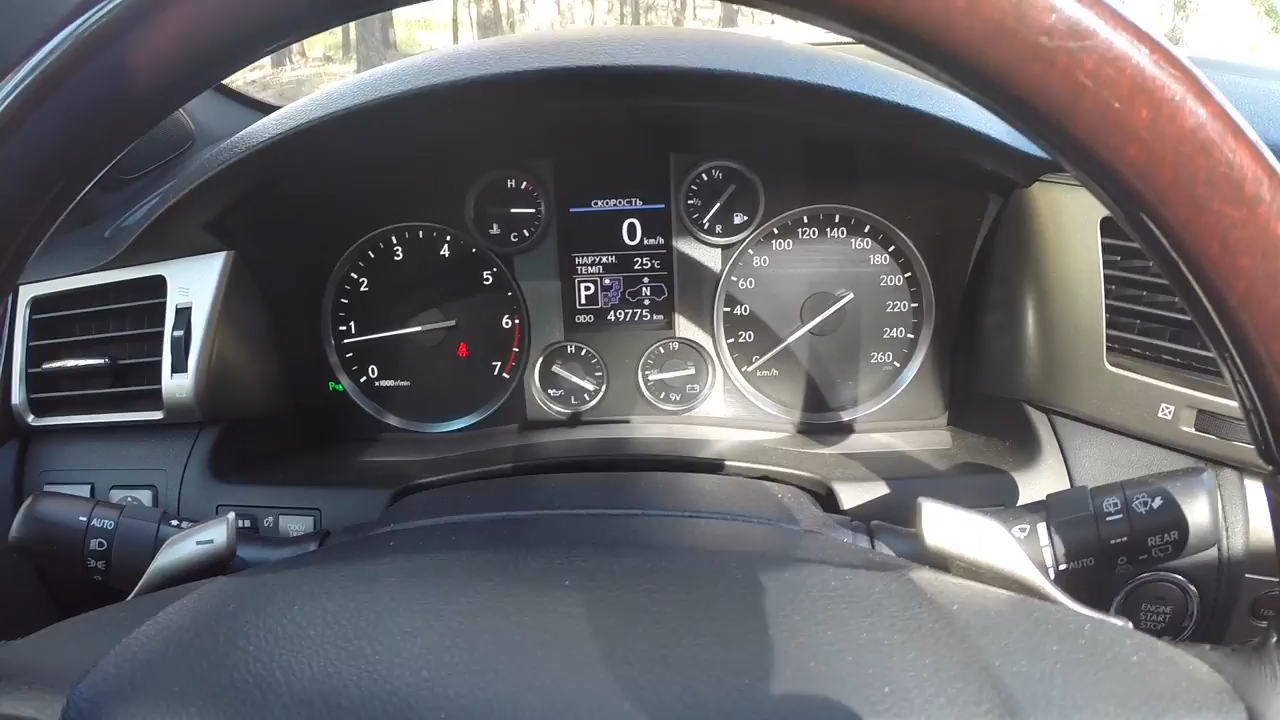 H
C
1/1
1/2
R
СКОРОСТЬ
0 km/h
НАРУЖН.
ТЕМП. 25°C
P N
ODO 49775 km
0
1
2
3
4
5
6
7
x1000r/min
H
L
19
9V
0
20
40
60
80
100
120
140
160
180
200
220
240
260
km/h
AUTO
ODO/
TRIP
REAR
AUTO
ENGINE
START
STOP